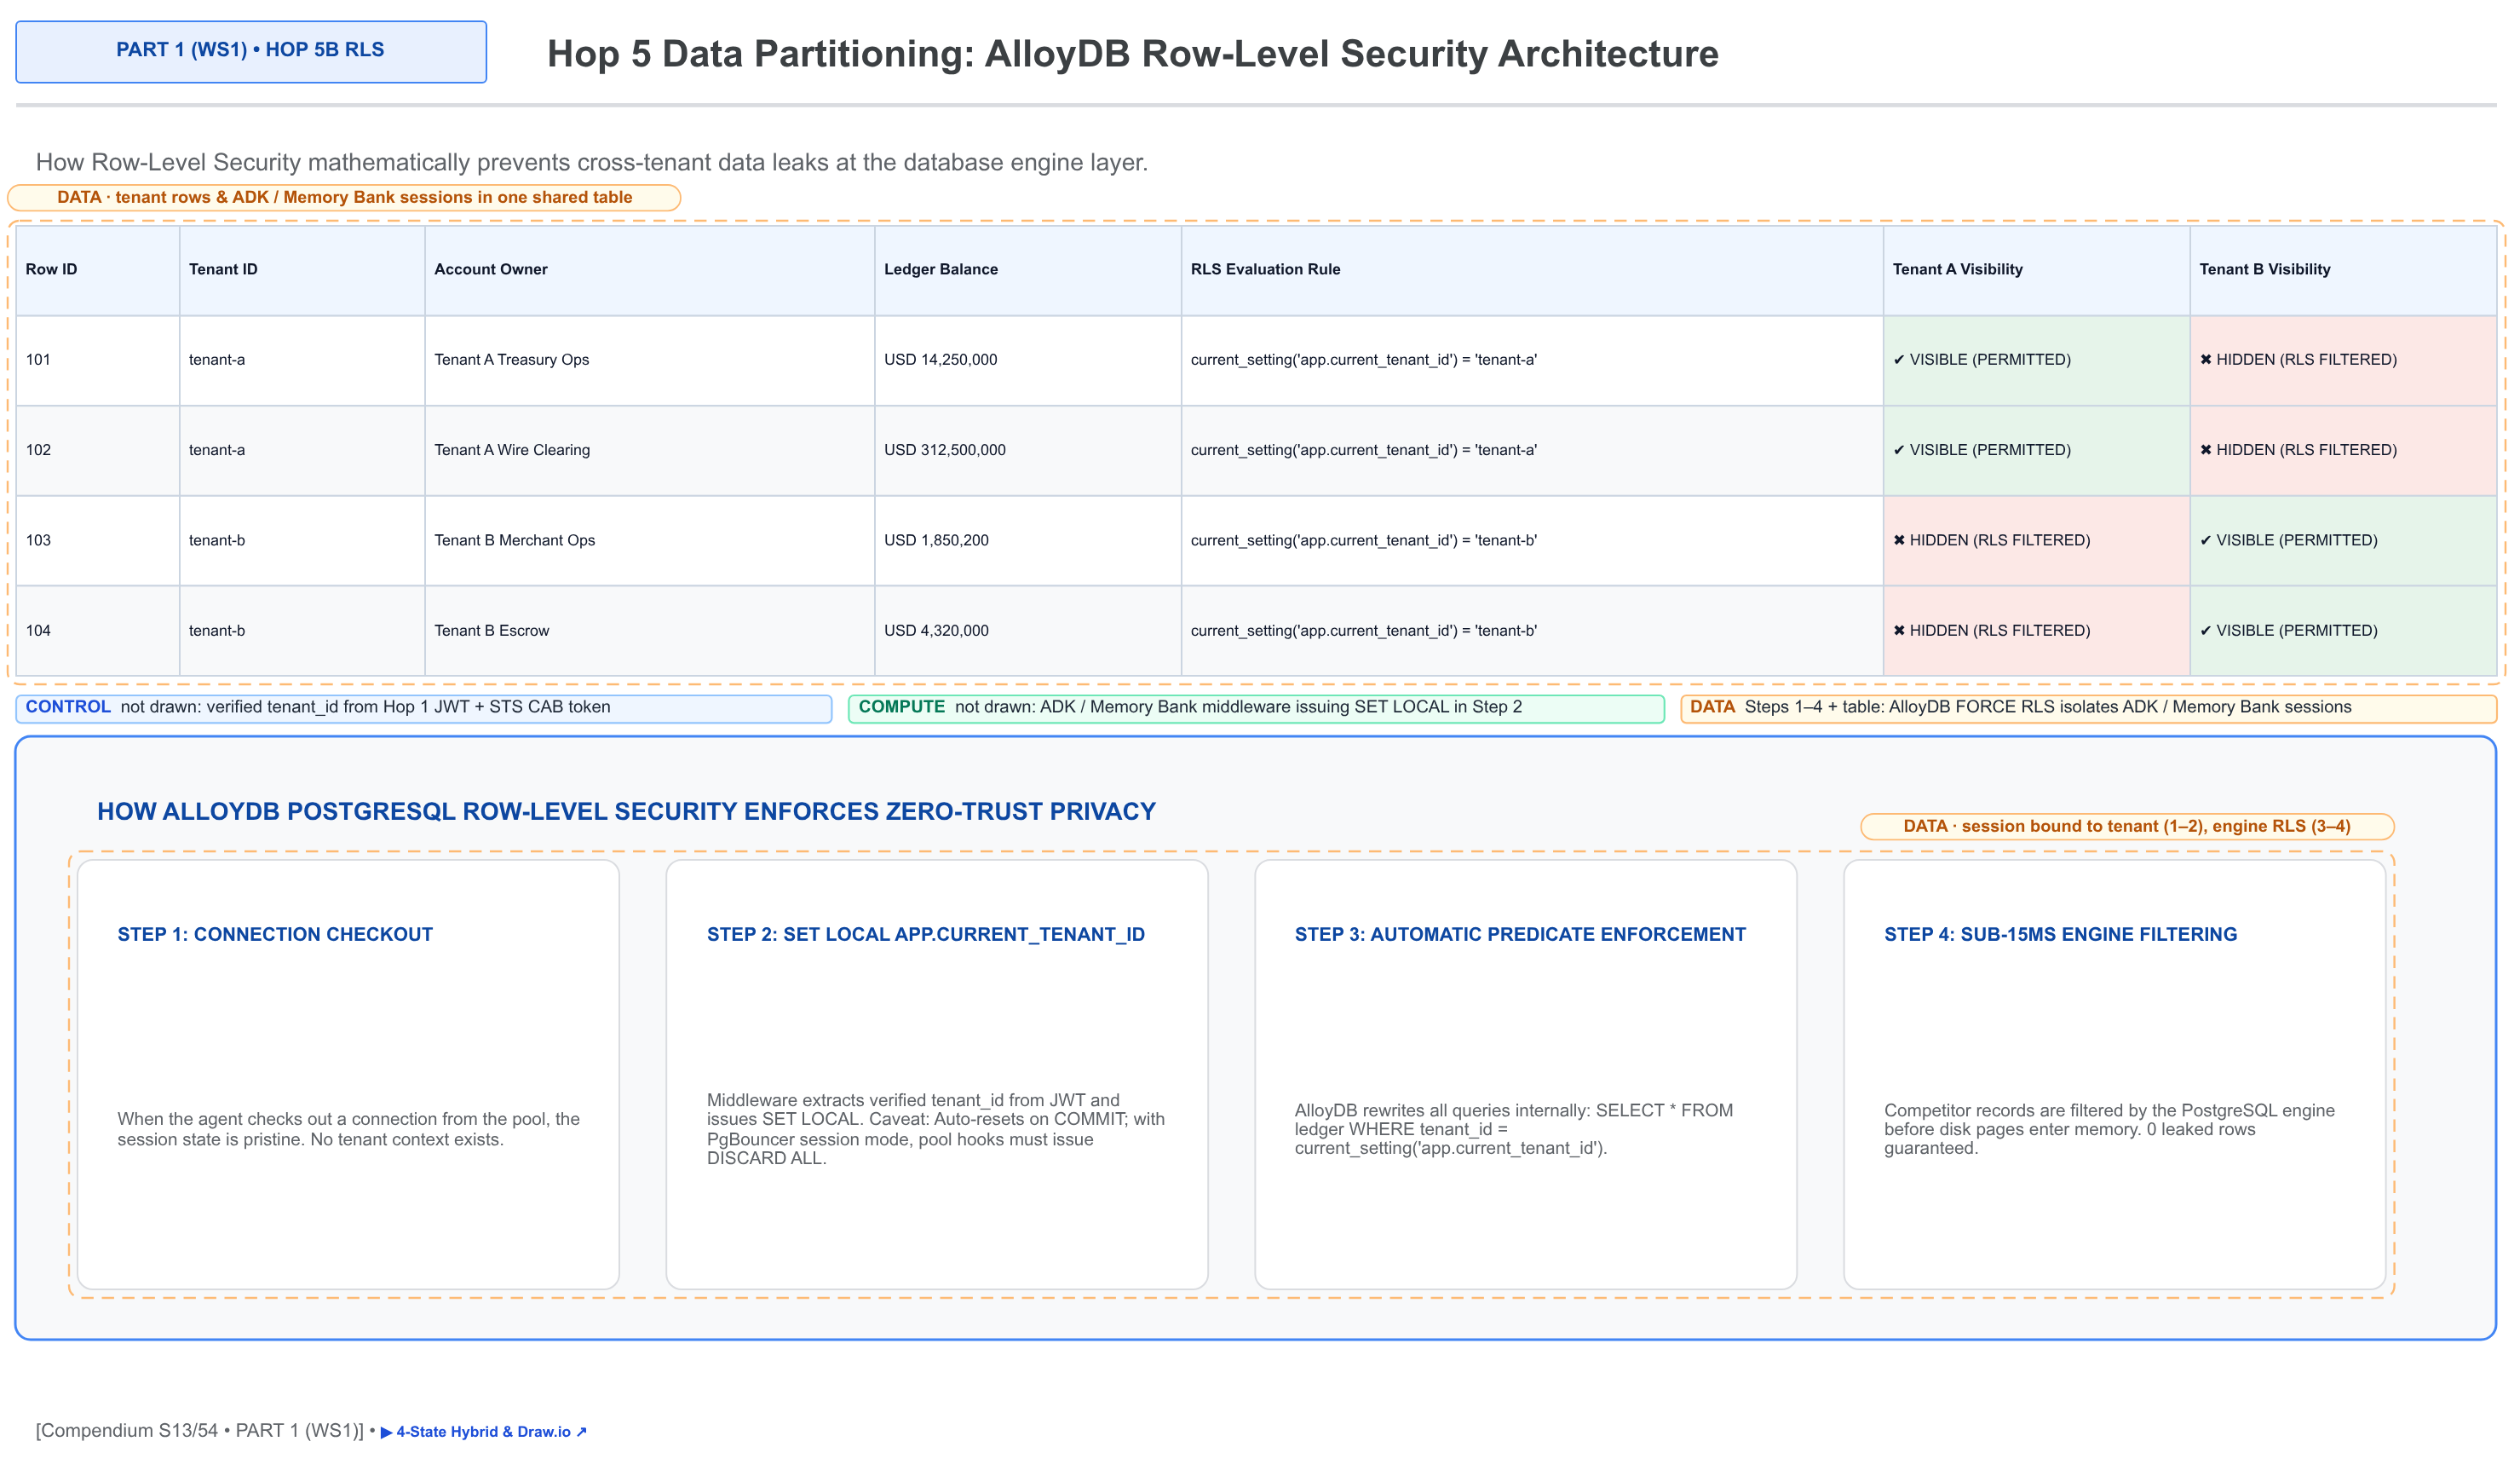 PART 1 (WS1) • HOP 5B RLS
Hop 5 Data Partitioning: AlloyDB Row-Level Security Architecture
How Row-Level Security mathematically prevents cross-tenant data leaks at the database engine layer.
DATA · tenant rows & ADK / Memory Bank sessions in one shared table
Row ID Tenant ID Account Owner Ledger Balance RLS Evaluation Rule Tenant A Visibility Tenant B Visibility
101 tenant-a Tenant A Treasury Ops USD 14,250,000 current_setting('app.current_tenant_id') = 'tenant-a' ✔ VISIBLE (PERMITTED) ✖ HIDDEN (RLS FILTERED)
102 tenant-a Tenant A Wire Clearing USD 312,500,000 current_setting('app.current_tenant_id') = 'tenant-a' ✔ VISIBLE (PERMITTED) ✖ HIDDEN (RLS FILTERED)
103 tenant-b Tenant B Merchant Ops USD 1,850,200 current_setting('app.current_tenant_id') = 'tenant-b' ✖ HIDDEN (RLS FILTERED) ✔ VISIBLE (PERMITTED)
104 tenant-b Tenant B Escrow USD 4,320,000 current_setting('app.current_tenant_id') = 'tenant-b' ✖ HIDDEN (RLS FILTERED) ✔ VISIBLE (PERMITTED)
CONTROL not drawn: verified tenant_id from Hop 1 JWT + STS CAB token
COMPUTE not drawn: ADK / Memory Bank middleware issuing SET LOCAL in Step 2
DATA Steps 1–4 + table: AlloyDB FORCE RLS isolates ADK / Memory Bank sessions
HOW ALLOYDB POSTGRESQL ROW-LEVEL SECURITY ENFORCES ZERO-TRUST PRIVACY
DATA · session bound to tenant (1–2), engine RLS (3–4)
STEP 1: CONNECTION CHECKOUT
When the agent checks out a connection from the pool, the
session state is pristine. No tenant context exists.
STEP 2: SET LOCAL APP.CURRENT_TENANT_ID
Middleware extracts verified tenant_id from JWT and
issues SET LOCAL. Caveat: Auto-resets on COMMIT; with
PgBouncer session mode, pool hooks must issue
DISCARD ALL.
STEP 3: AUTOMATIC PREDICATE ENFORCEMENT
AlloyDB rewrites all queries internally: SELECT * FROM
ledger WHERE tenant_id =
current_setting('app.current_tenant_id').
STEP 4: SUB-15MS ENGINE FILTERING
Competitor records are filtered by the PostgreSQL engine
before disk pages enter memory. 0 leaked rows
guaranteed.
[Compendium S13/54 • PART 1 (WS1)] • ▶ 4-State Hybrid & Draw.io ↗